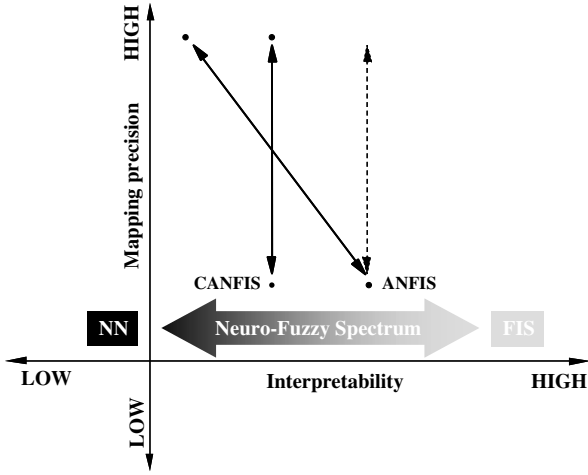 HIGH
Mapping precision
CANFIS
ANFIS
NN
Neuro-Fuzzy Spectrum
FIS
LOW
Interpretability
HIGH
LOW